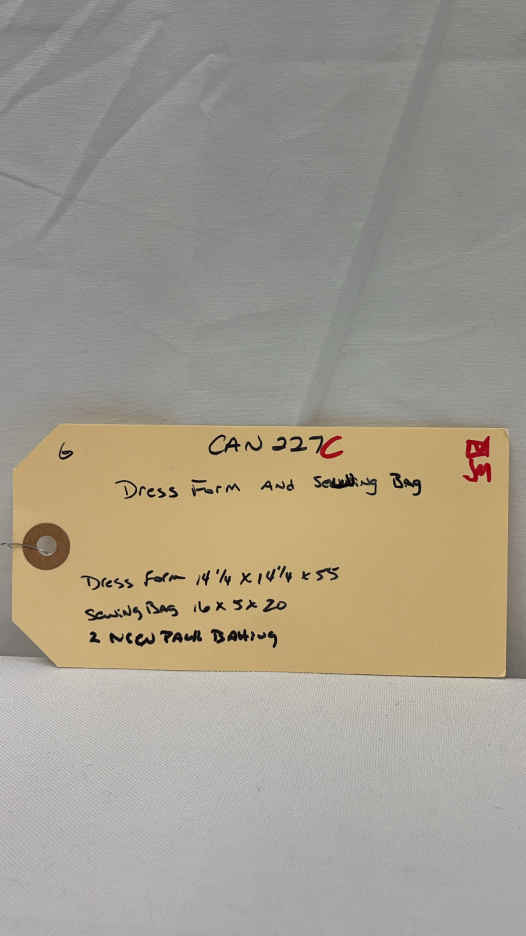 6
CAN 227C
Dress Form And Sewing Bag
Dress Form 14 1/4 x 14 1/4 x 55
Sewing Bag 16 x 5 x 20
2 New Pack Batting